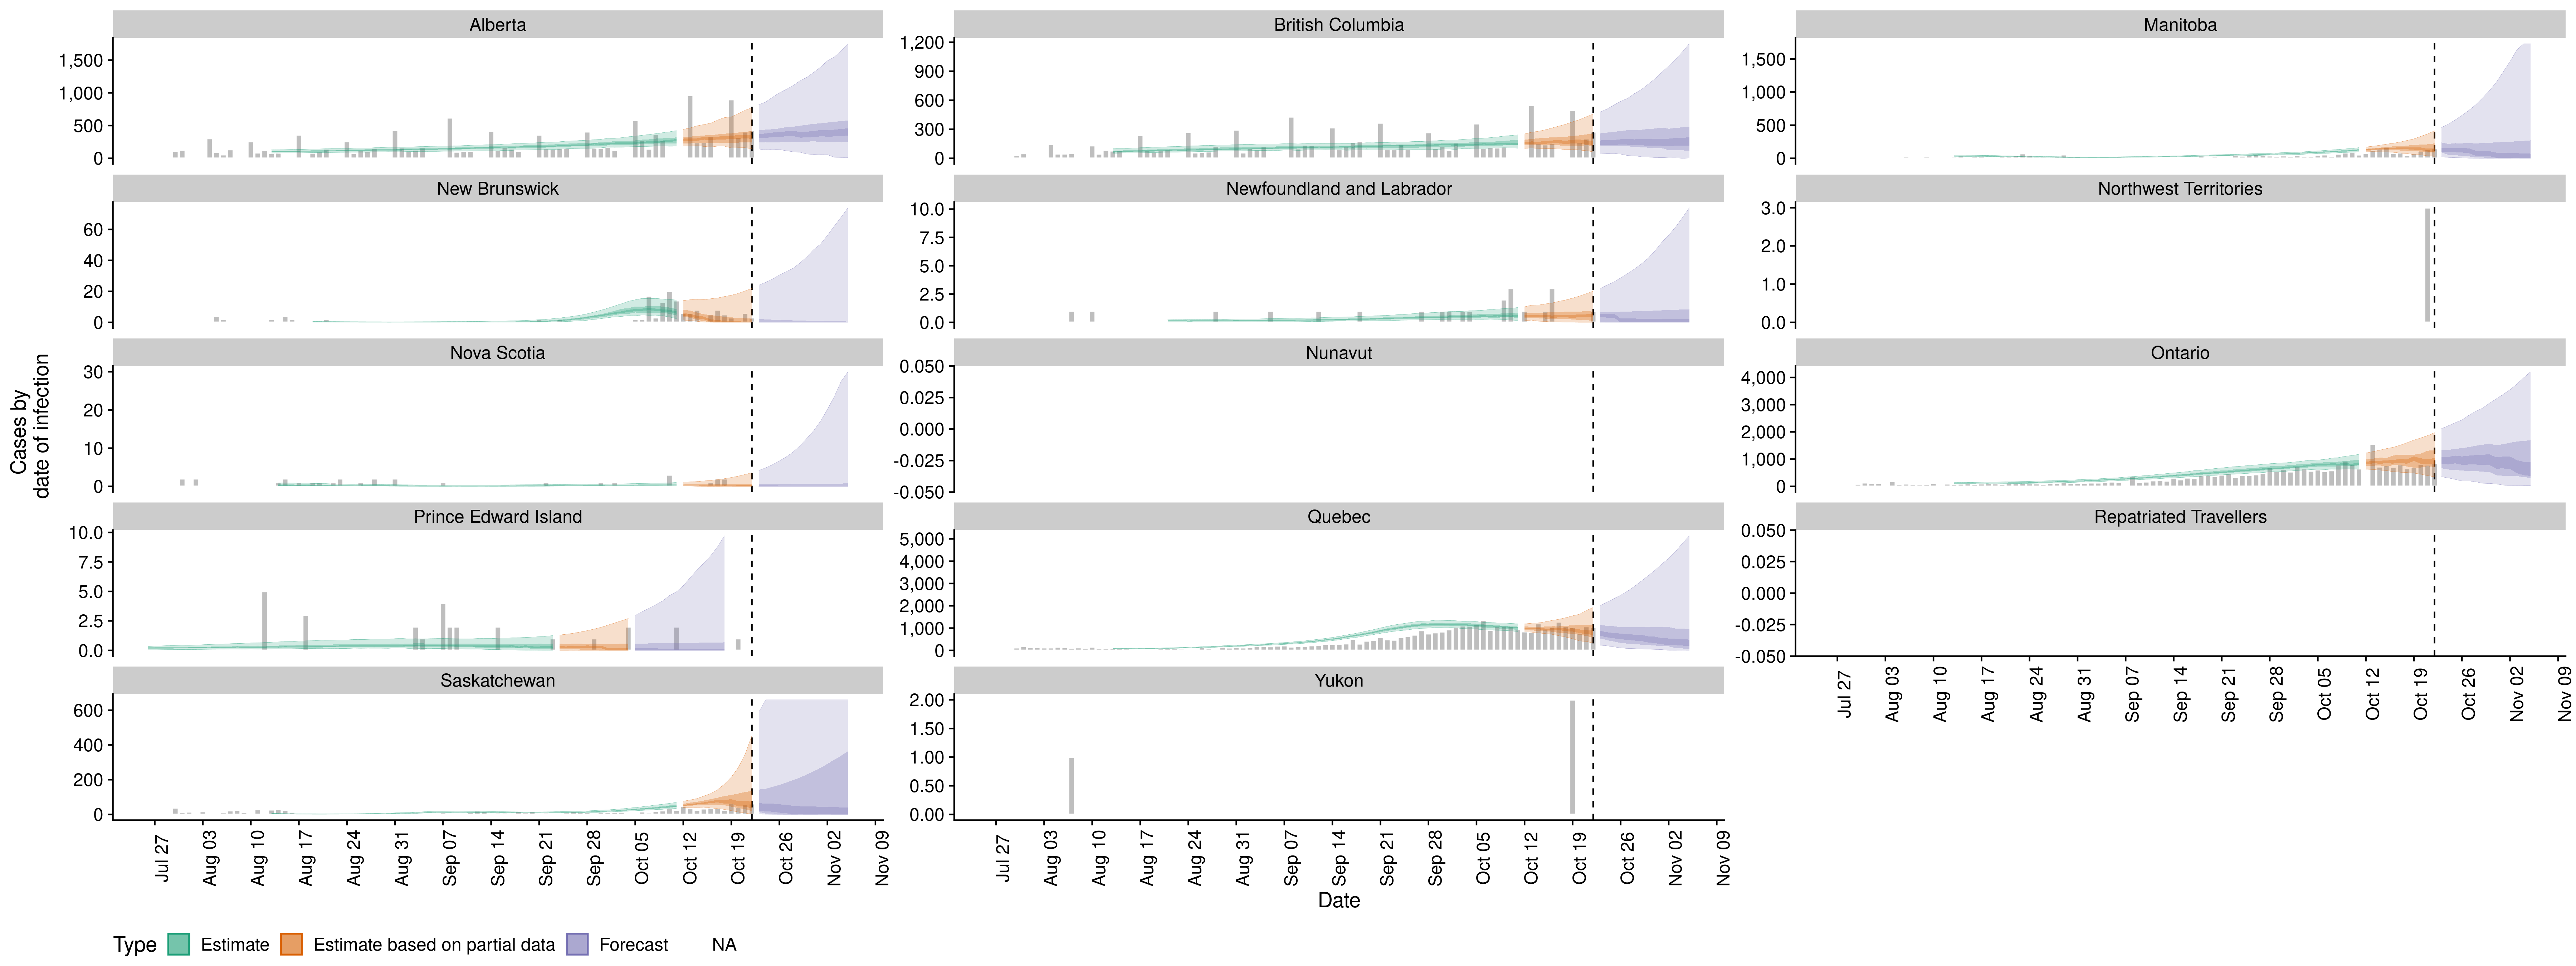 Alberta
British Columbia
Manitoba
1,500
1,000
500
0
1,200
900
600
300
0
1,500
1,000
500
0
New Brunswick
Newfoundland and Labrador
Northwest Territories
60
40
20
0
10.0
7.5
5.0
2.5
0.0
3.0
2.0
1.0
0.0
Nova Scotia
Nunavut
Ontario
30
20
10
0
0.050
0.025
0.000
-0.025
-0.050
4,000
3,000
2,000
1,000
0
Cases by
date of infection
Prince Edward Island
Quebec
Repatriated Travellers
10.0
7.5
5.0
2.5
0.0
5,000
4,000
3,000
2,000
1,000
0
0.050
0.025
0.000
-0.025
-0.050
Jul 27
Aug 03
Aug 10
Aug 17
Aug 24
Aug 31
Sep 07
Sep 14
Sep 21
Sep 28
Oct 05
Oct 12
Oct 19
Oct 26
Nov 02
Nov 09
Saskatchewan
Yukon
600
400
200
0
2.00
1.50
1.00
0.50
0.00
Jul 27
Aug 03
Aug 10
Aug 17
Aug 24
Aug 31
Sep 07
Sep 14
Sep 21
Sep 28
Oct 05
Oct 12
Oct 19
Oct 26
Nov 02
Nov 09
Jul 27
Aug 03
Aug 10
Aug 17
Aug 24
Aug 31
Sep 07
Sep 14
Sep 21
Sep 28
Oct 05
Oct 12
Oct 19
Oct 26
Nov 02
Nov 09
Date
Type Estimate Estimate based on partial data Forecast NA